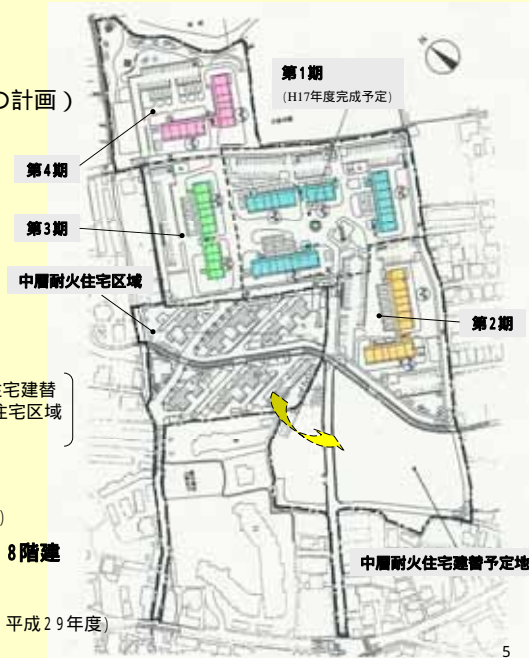 の計画）
第1期
(H17年度完成予定)
第4期
第3期
中層耐火住宅区域
第2期
住宅建替
住宅区域
)
8階建
中層耐火住宅建替予定地
平成29年度)
5